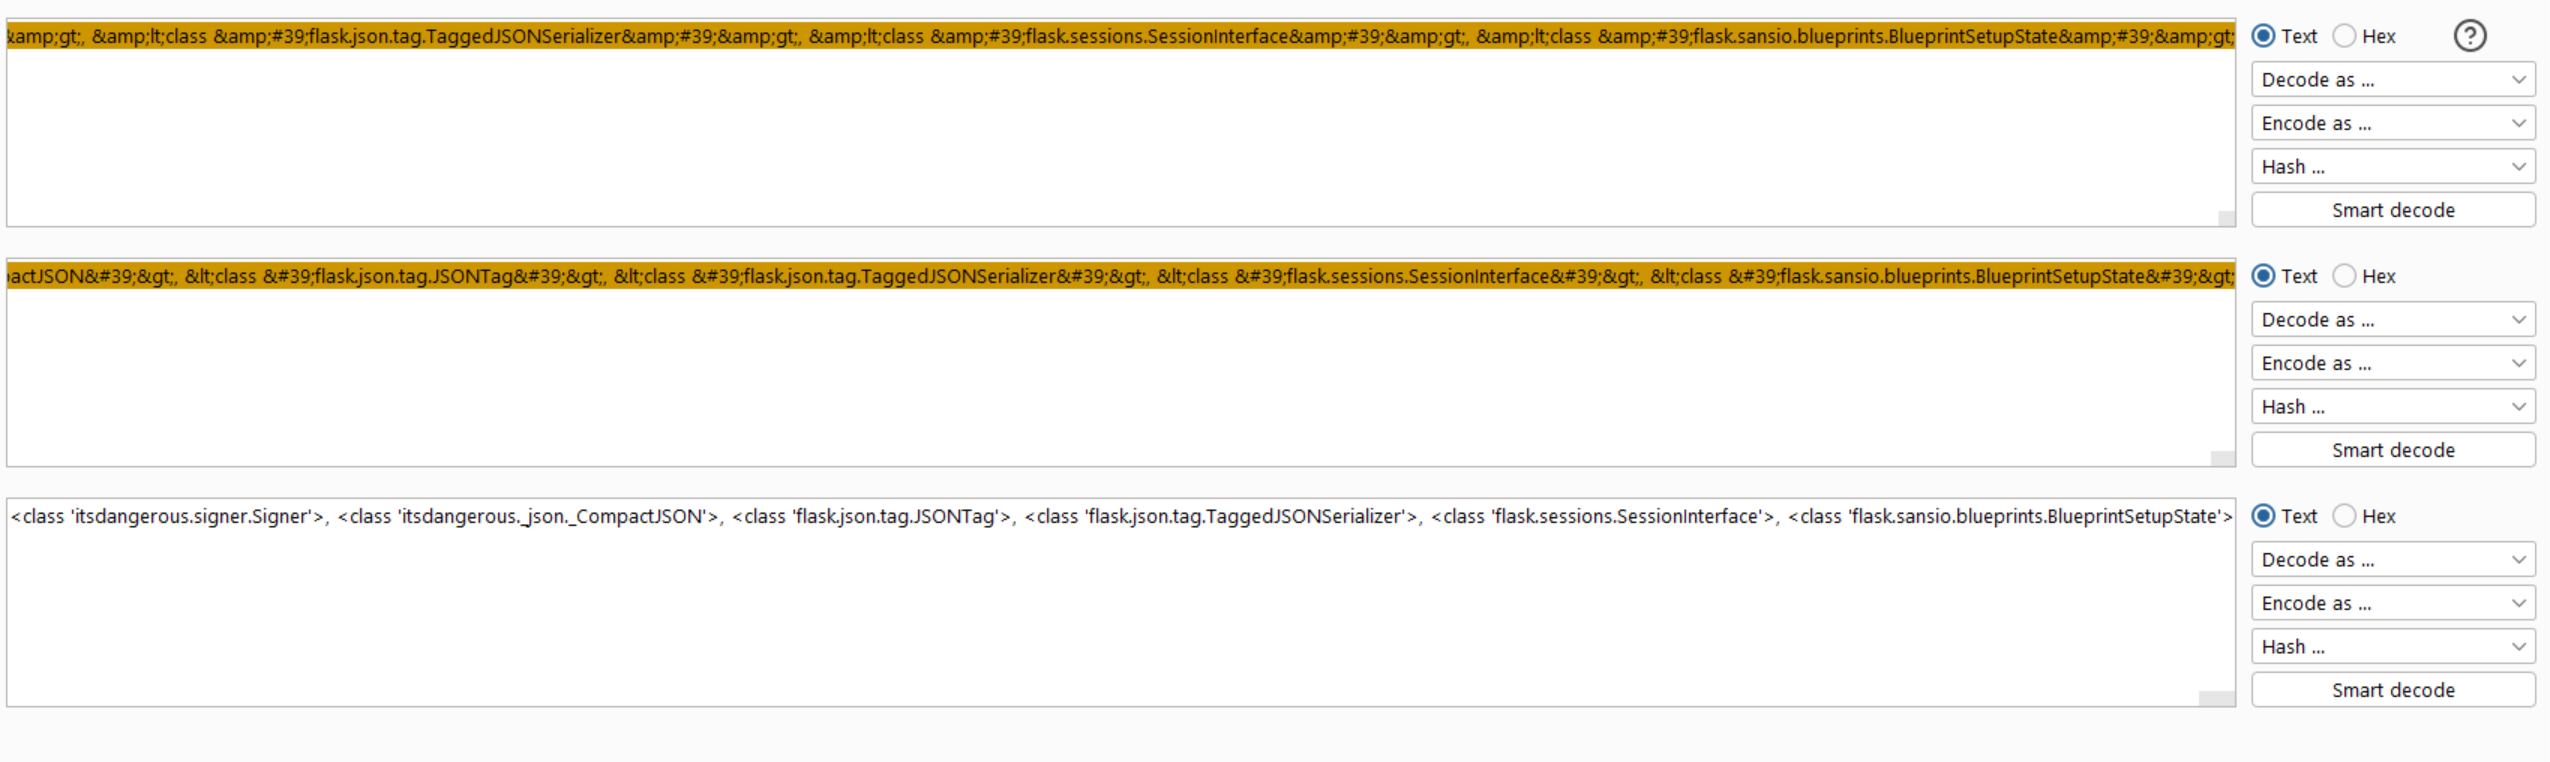 &amp;gt;, &amp;lt;class &amp;#39;flask.json.tag.TaggedJSONSerializer&amp;#39;&amp;gt;, &amp;lt;class &amp;#39;flask.sessions.SessionInterface&amp;#39;&amp;gt;, &amp;lt;class &amp;#39;flask.sansio.blueprints.BlueprintSetupState&amp;#39;&amp;gt;
Text Hex ?
Decode as ...
Encode as ...
Hash ...
Smart decode
pactJSON&#39;&gt;, &lt;class &#39;flask.json.tag.JSONTag&#39;&gt;, &lt;class &#39;flask.json.tag.TaggedJSONSerializer&#39;&gt;, &lt;class &#39;flask.sessions.SessionInterface&#39;&gt;, &lt;class &#39;flask.sansio.blueprints.BlueprintSetupState&#39;&gt;
Text Hex
Decode as ...
Encode as ...
Hash ...
Smart decode
<class 'itsdangerous.signer.Signer'>, <class 'itsdangerous._json._CompactJSON'>, <class 'flask.json.tag.JSONTag'>, <class 'flask.json.tag.TaggedJSONSerializer'>, <class 'flask.sessions.SessionInterface'>, <class 'flask.sansio.blueprints.BlueprintSetupState'>
Text Hex
Decode as ...
Encode as ...
Hash ...
Smart decode